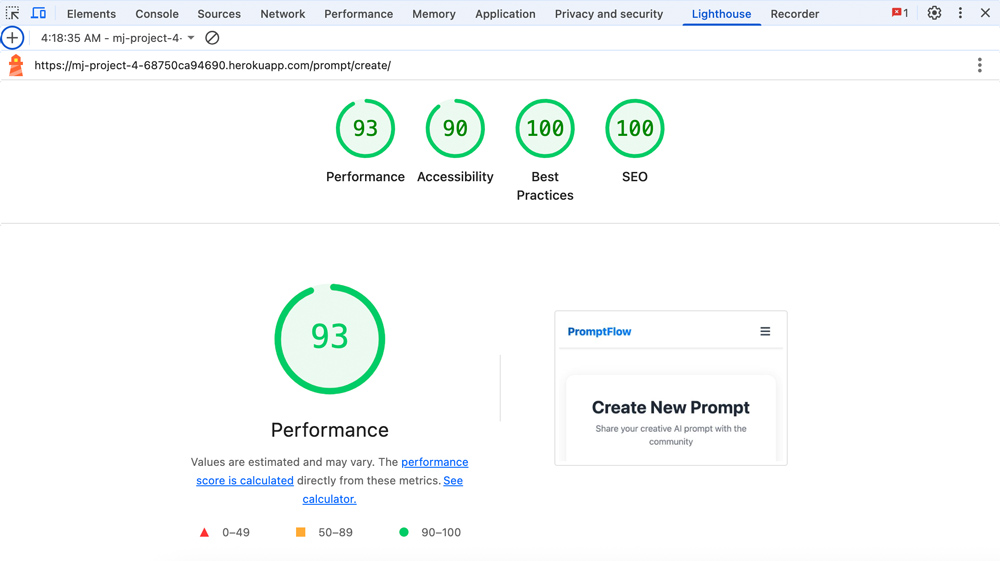 Elements Console Sources Network Performance Memory Application Privacy and security Lighthouse Recorder 1
4:18:35 AM - mj-project-4-
https://mj-project-4-68750ca94690.herokuapp.com/prompt/create/
93 90 100 100
Performance Accessibility Best Practices SEO
93
Performance
Values are estimated and may vary. The performance
score is calculated directly from these metrics. See
calculator.
0–49 50–89 90–100
PromptFlow
Create New Prompt
Share your creative AI prompt with the
community